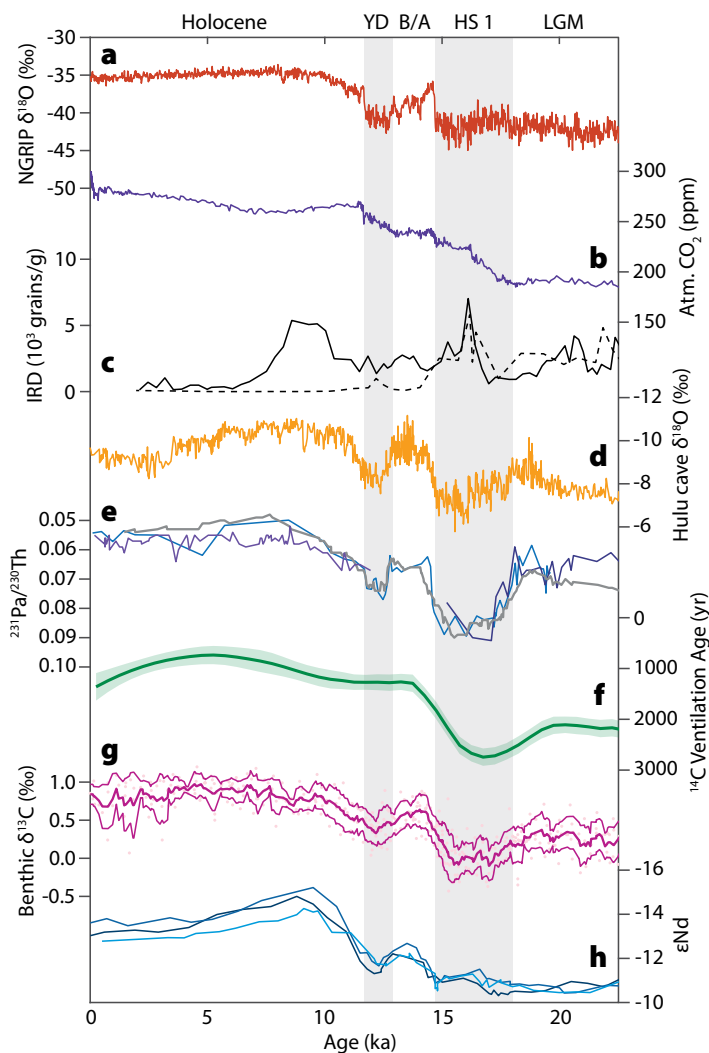 Holocene YD B/A HS 1 LGM
a
NGRIP δ¹⁸O (‰)
-30
-35
-40
-45
-50
b
Atm. CO₂ (ppm)
300
250
200
150
c
IRD (10³ grains/g)
10
5
0
d
Hulu cave δ¹⁸O (‰)
-12
-10
-8
-6
e
²³¹Pa/²³⁰Th
0.05
0.06
0.07
0.08
0.09
0.10
f
¹⁴C Ventilation Age (yr)
0
1000
2000
3000
g
Benthic δ¹³C (‰)
1.0
0.5
0.0
-0.5
h
εNd
-16
-14
-12
-10
0 5 10 15 20
Age (ka)